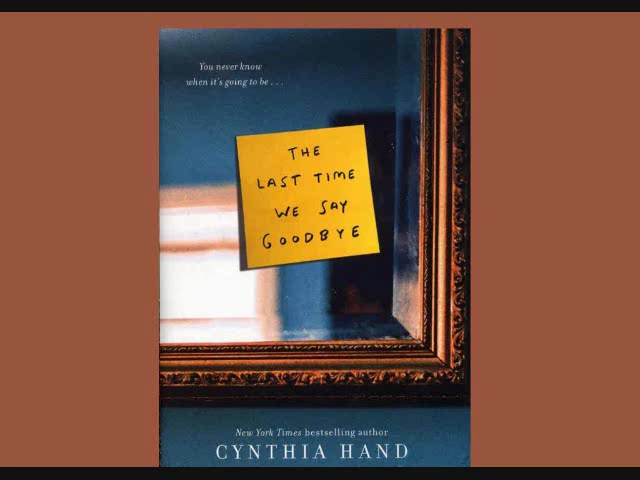 You never know
when it's going to be . . .
THE
LAST TIME
WE SAY
GOODBYE
New York Times bestselling author
CYNTHIA HAND